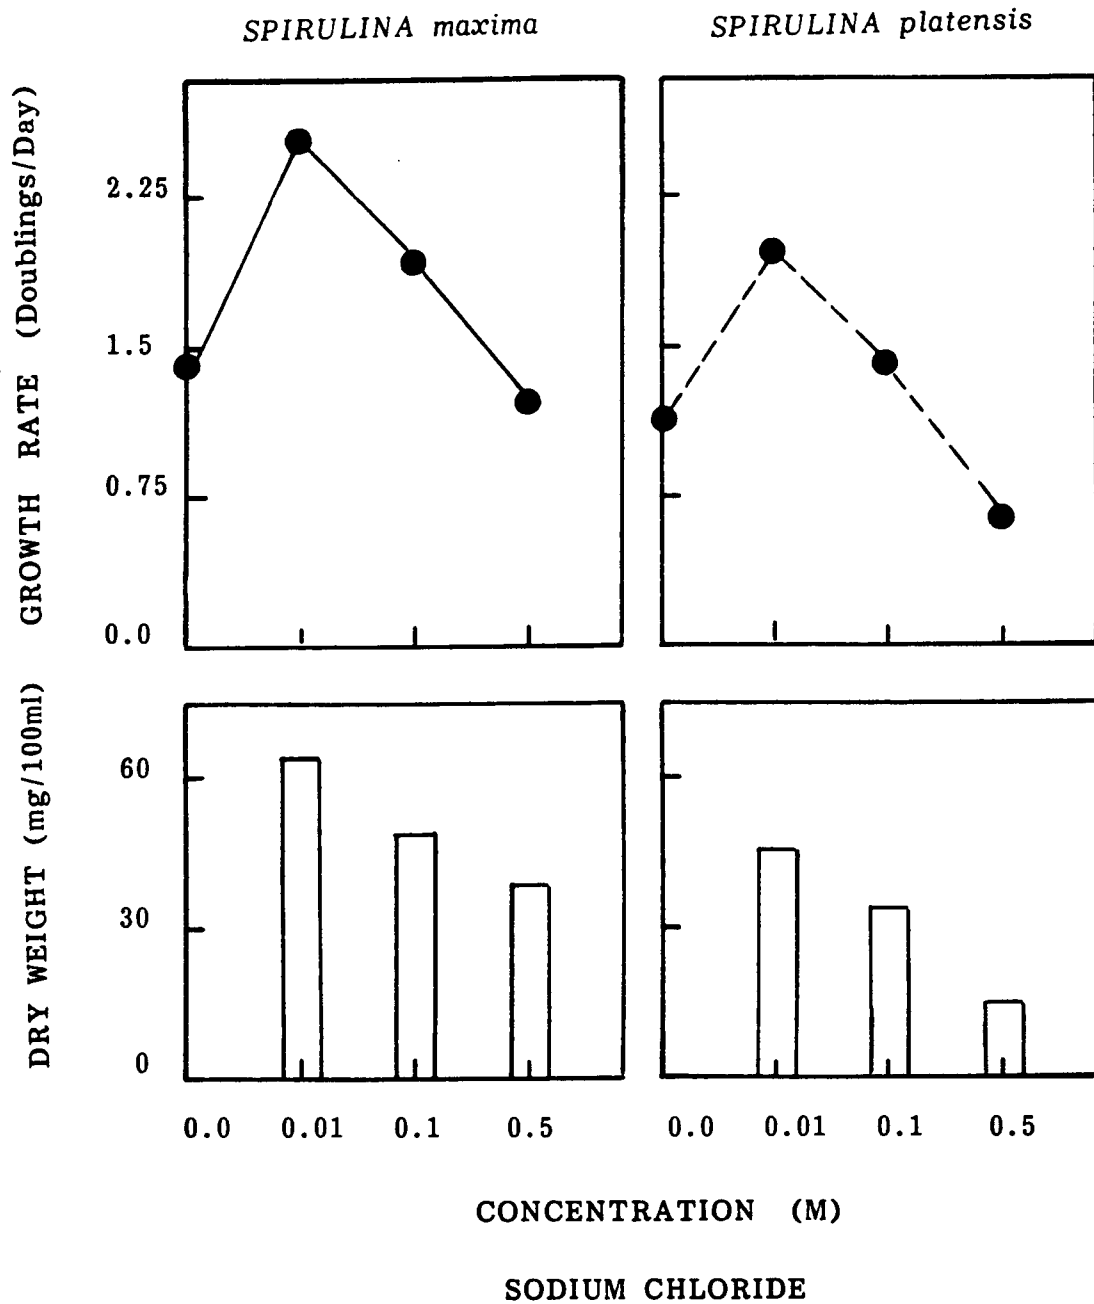 SPIRULINA maxima
SPIRULINA platensis
GROWTH RATE (Doublings/Day)
2.25
1.5
0.75
0.0
DRY WEIGHT (mg/100ml)
60
30
0
0.0 0.01 0.1 0.5
0.0 0.01 0.1 0.5
CONCENTRATION (M)
SODIUM CHLORIDE